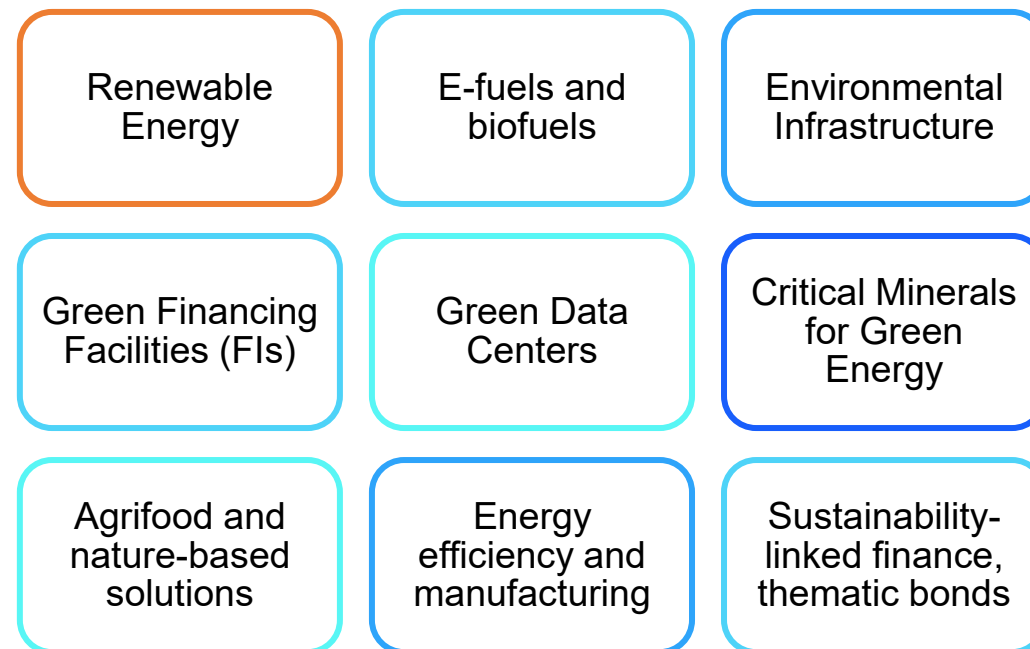 Renewable
Energy
E-fuels and
biofuels
Environmental
Infrastructure
Green Financing
Facilities (FIs)
Green Data
Centers
Critical Minerals
for Green
Energy
Agrifood and
nature-based
solutions
Energy
efficiency and
manufacturing
Sustainability-
linked finance,
thematic bonds